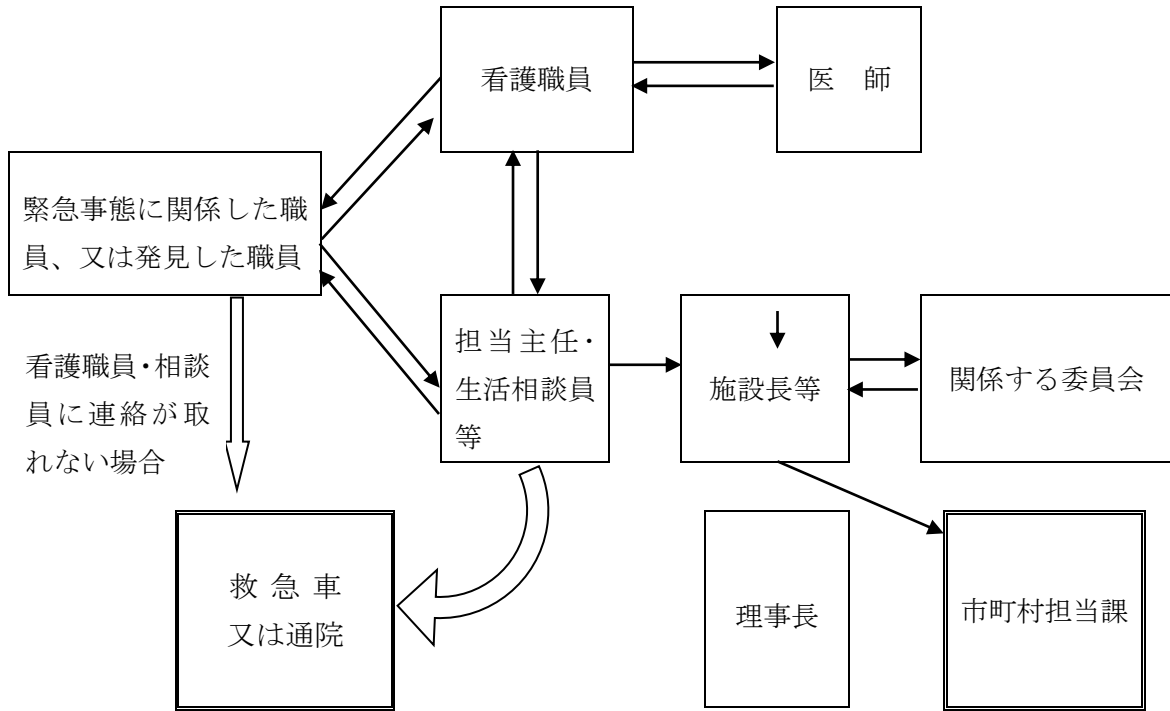 看護職員
医 師
緊急事態に関係した職
員、又は発見した職員
看護職員・相談
員に連絡が取
れない場合
担当主任・
生活相談員
等
施設長等
関係する委員会
救 急 車
又は通院
理事長
市町村担当課